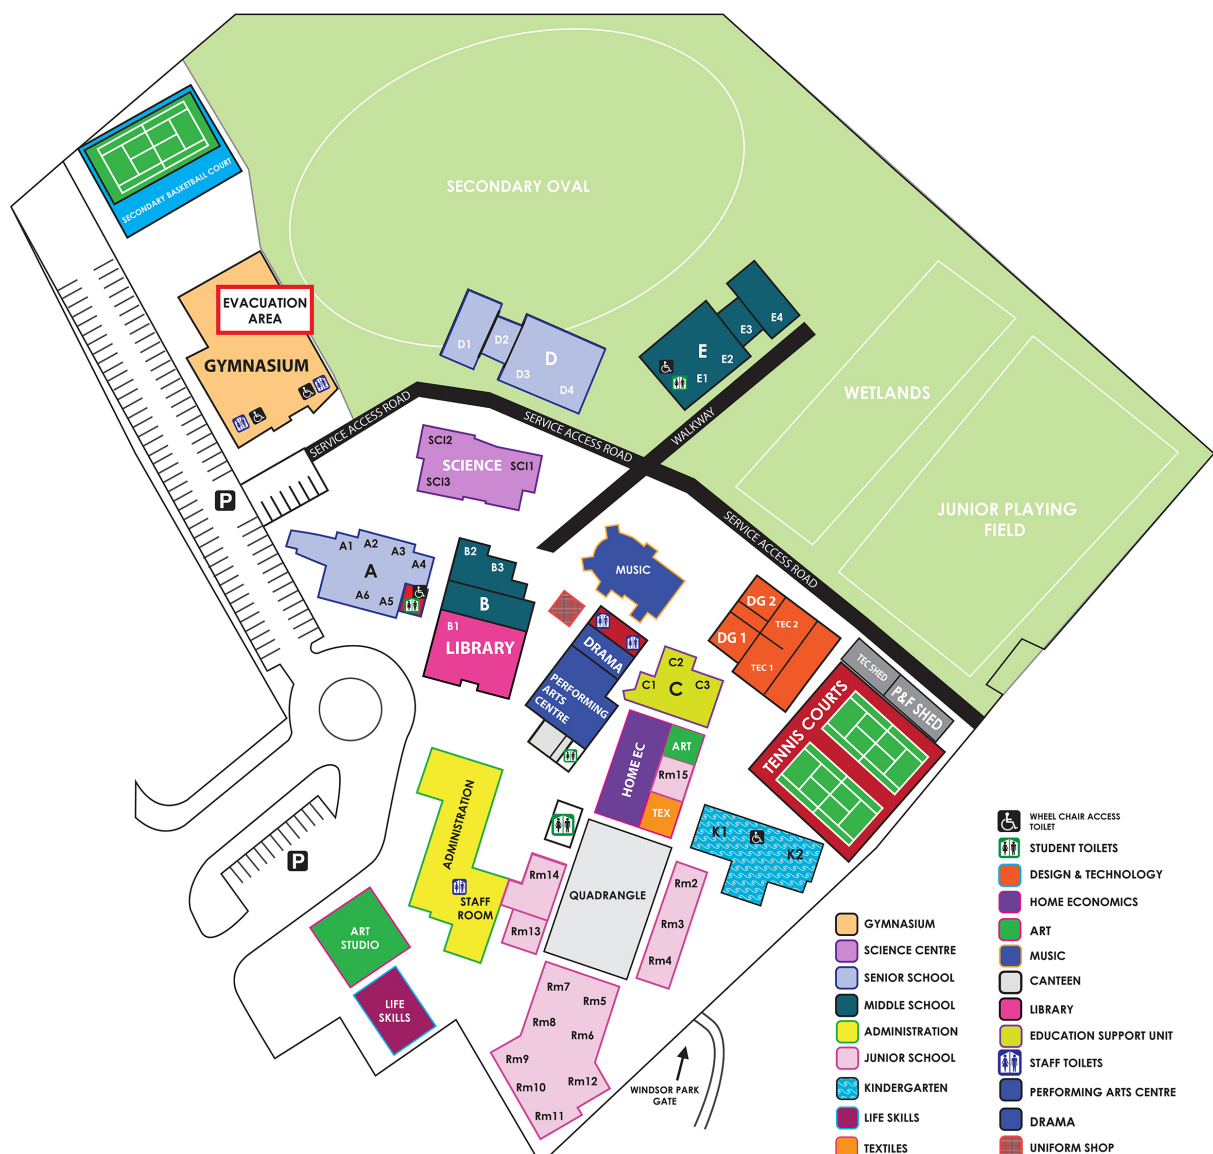 SECONDARY OVAL
SECONDARY BASKETBALL COURT
EVACUATION
AREA
GYMNASIUM
SERVICE ACCESS ROAD
SERVICE ACCESS ROAD
SERVICE ACCESS ROAD
WALKWAY
D1
D2
D
D3
D4
E
E1
E2
E3
E4
WETLANDS
JUNIOR PLAYING
FIELD
SCI2
SCIENCE
SCI1
SCI3
P
A1
A2
A3
A4
A
A6
A5
B2
B3
B
B1
LIBRARY
MUSIC
DRAMA
PERFORMING
ARTS
CENTRE
C2
C1
C
C3
DG 2
DG 1
TEC 2
TEC 1
TEC SHED
P&F SHED
TENNIS COURTS
HOME EC
ART
Rm15
TEX
K1
K2
ADMINISTRATION
STAFF
ROOM
Rm14
Rm13
QUADRANGLE
Rm2
Rm3
Rm4
P
ART
STUDIO
LIFE
SKILLS
Rm7
Rm5
Rm8
Rm6
Rm9
Rm10
Rm12
Rm11
WINDSOR PARK
GATE
GYMNASIUM
SCIENCE CENTRE
SENIOR SCHOOL
MIDDLE SCHOOL
ADMINISTRATION
JUNIOR SCHOOL
KINDERGARTEN
LIFE SKILLS
TEXTILES
WHEEL CHAIR ACCESS
TOILET
STUDENT TOILETS
DESIGN & TECHNOLOGY
HOME ECONOMICS
ART
MUSIC
CANTEEN
LIBRARY
EDUCATION SUPPORT UNIT
STAFF TOILETS
PERFORMING ARTS CENTRE
DRAMA
UNIFORM SHOP